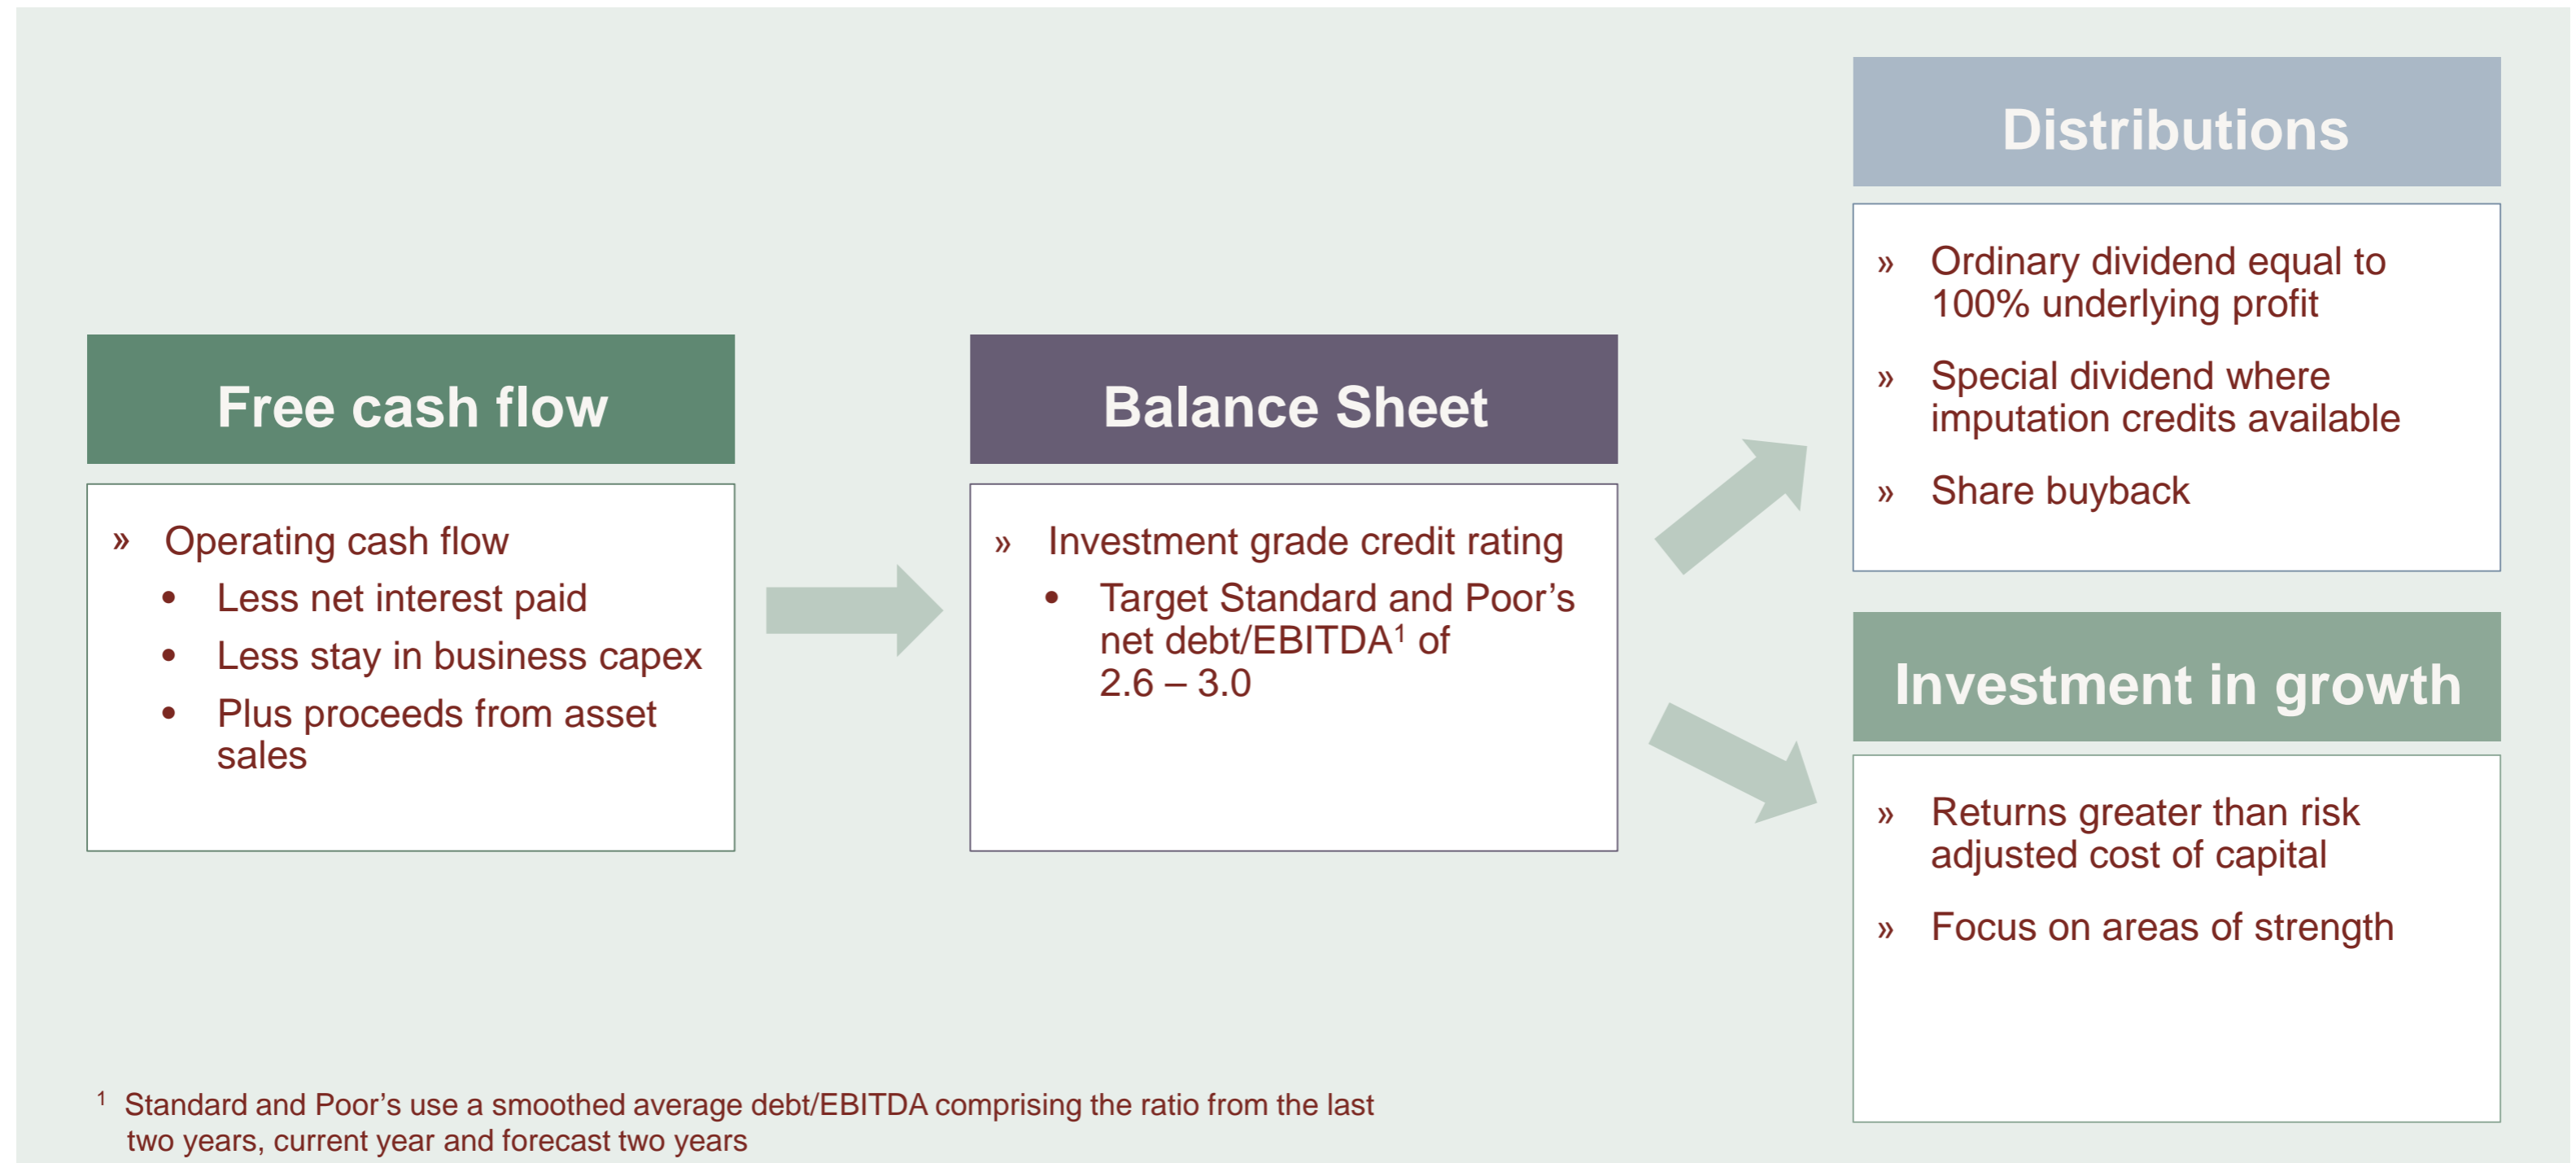 Free cash flow
» Operating cash flow
• Less net interest paid
• Less stay in business capex
• Plus proceeds from asset
sales
Balance Sheet
» Investment grade credit rating
• Target Standard and Poor’s
net debt/EBITDA¹ of
2.6 – 3.0
Distributions
» Ordinary dividend equal to
100% underlying profit
» Special dividend where
imputation credits available
» Share buyback
Investment in growth
» Returns greater than risk
adjusted cost of capital
» Focus on areas of strength
¹ Standard and Poor’s use a smoothed average debt/EBITDA comprising the ratio from the last
two years, current year and forecast two years